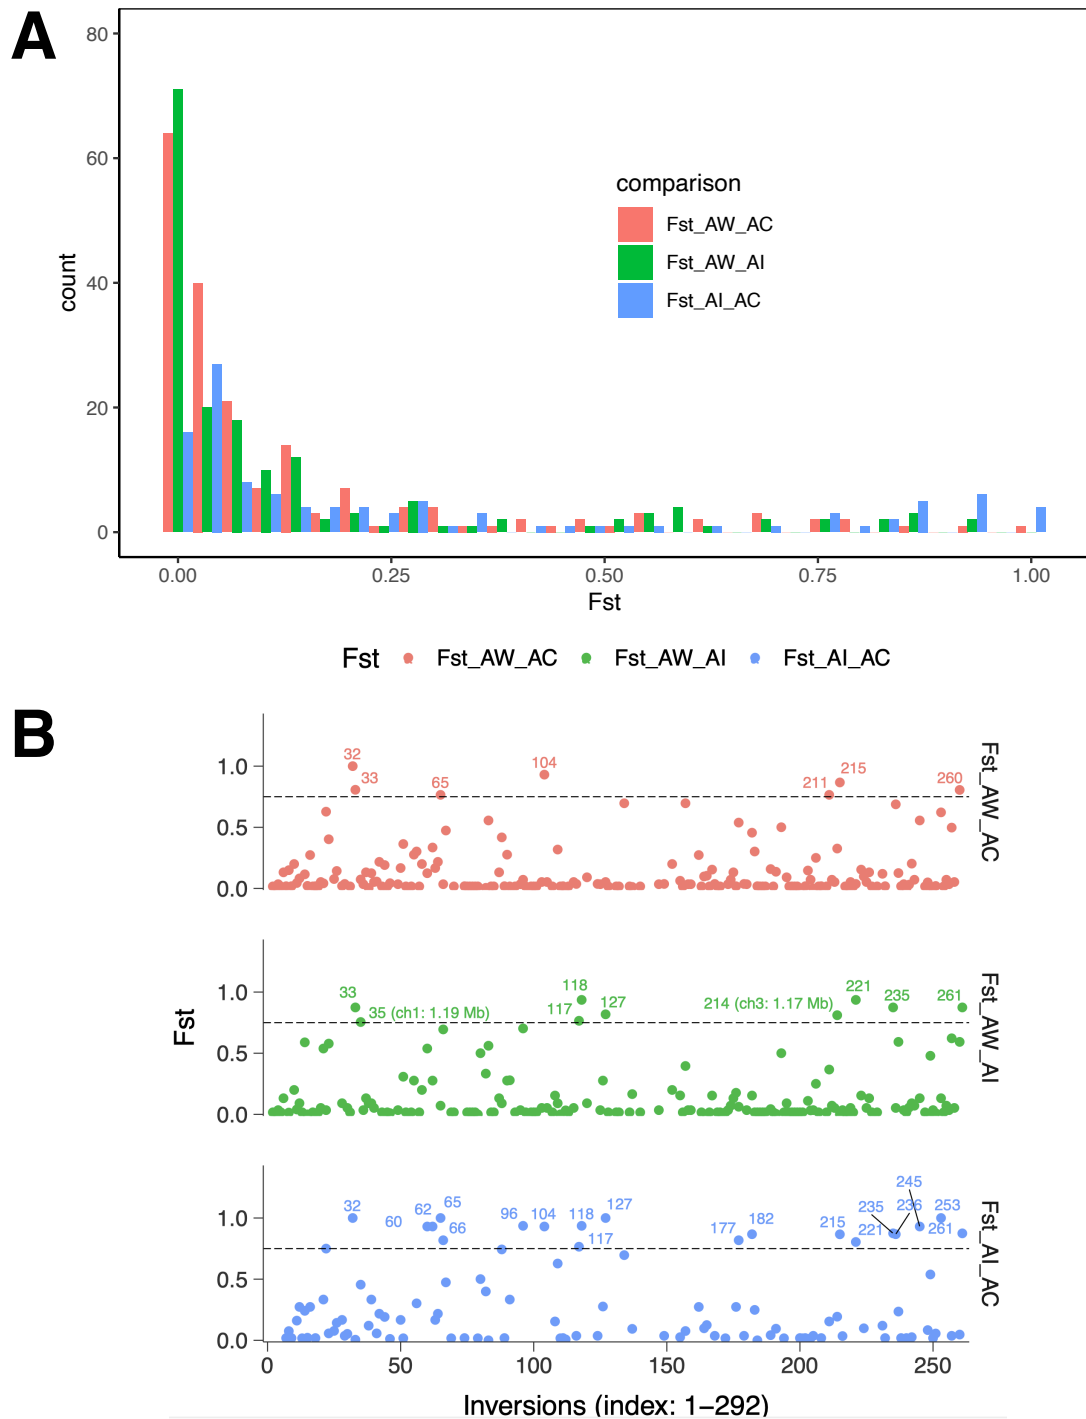 A
80
60
40
20
0
count
comparison
Fst_AW_AC
Fst_AW_AI
Fst_AI_AC
0.00 0.25 0.50 0.75 1.00
Fst
Fst Fst_AW_AC Fst_AW_AI Fst_AI_AC
B
Fst
1.0
0.5
0.0
32
33
65
104
211
215
260
Fst_AW_AC
1.0
0.5
0.0
33
35 (ch1: 1.19 Mb)
118
117
127
214 (ch3: 1.17 Mb)
221
235
261
Fst_AW_AI
1.0
0.5
0.0
32
60
62
65
66
96
104
118
117
127
177
182
215
221
235
236
245
253
261
Fst_AI_AC
0 50 100 150 200 250
Inversions (index: 1–292)